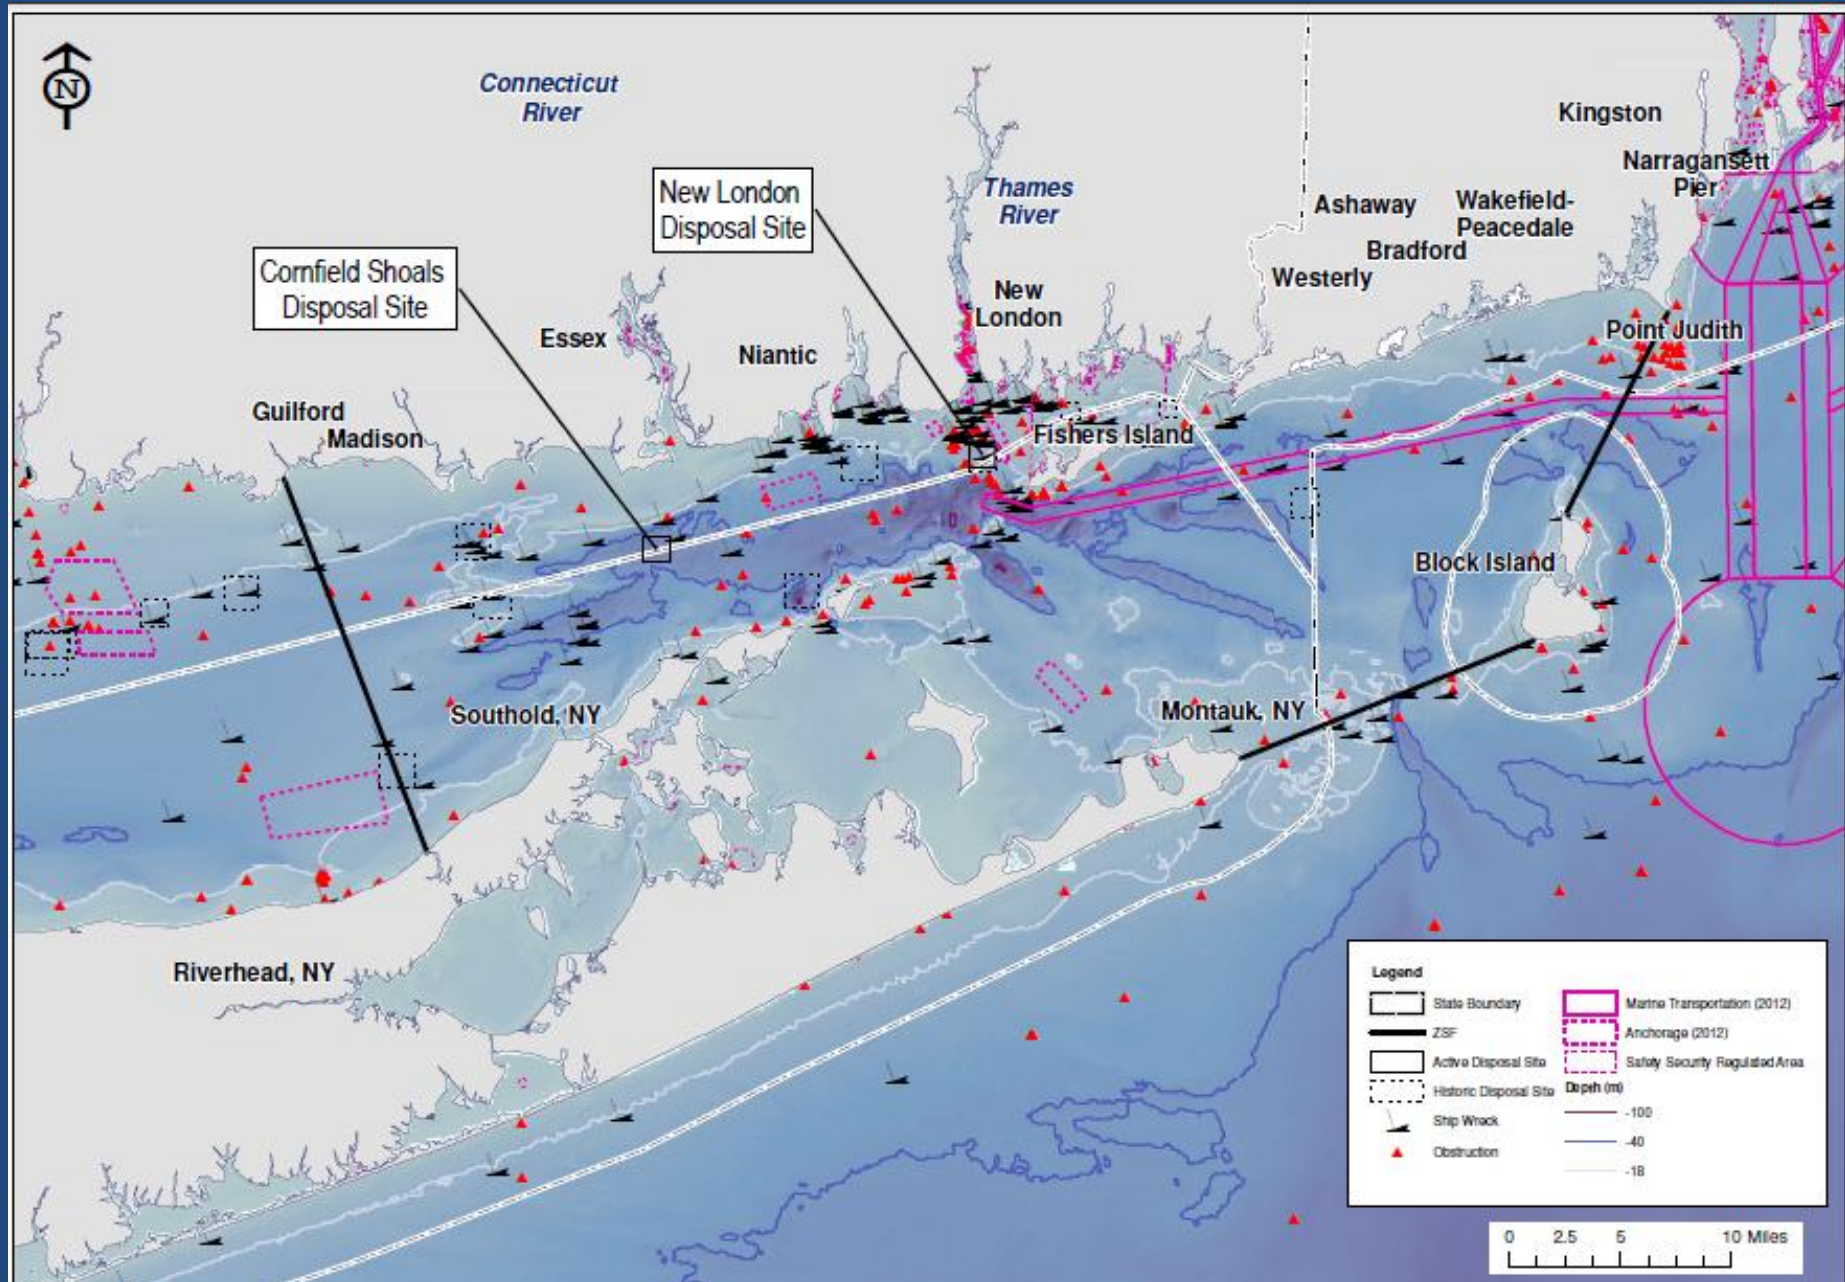 N
Connecticut
River
New London
Disposal Site
Thames
River
Cornfield Shoals
Disposal Site
Kingston
Narragansett
Pier
Ashaway
Wakefield-
Peacedale
Bradford
Westerly
New
London
Essex
Niantic
Point Judith
Guilford
Madison
Fishers Island
Block Island
Southold, NY
Montauk, NY
Riverhead, NY
Legend
State Boundary
ZSF
Active Disposal Site
Historic Disposal Site
Ship Wreck
Obstruction
Marine Transportation (2012)
Anchorage (2012)
Safety Security Regulated Area
Depth (m)
-100
-40
-18
0 2.5 5 10 Miles